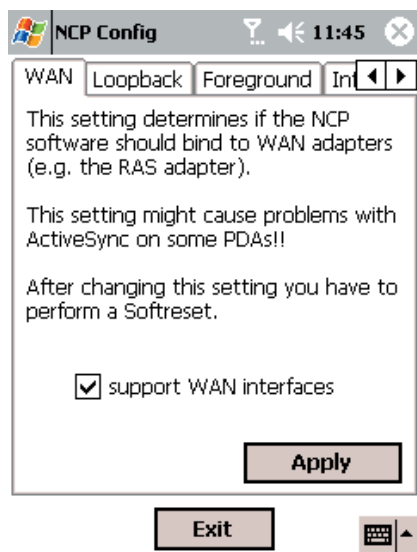 NCP Config 11:45
WAN Loopback Foreground
This setting determines if the NCP
software should bind to WAN adapters
(e.g. the RAS adapter).
This setting might cause problems with
ActiveSync on some PDAs!!
After changing this setting you have to
perform a Softreset.
support WAN interfaces
Apply
Exit